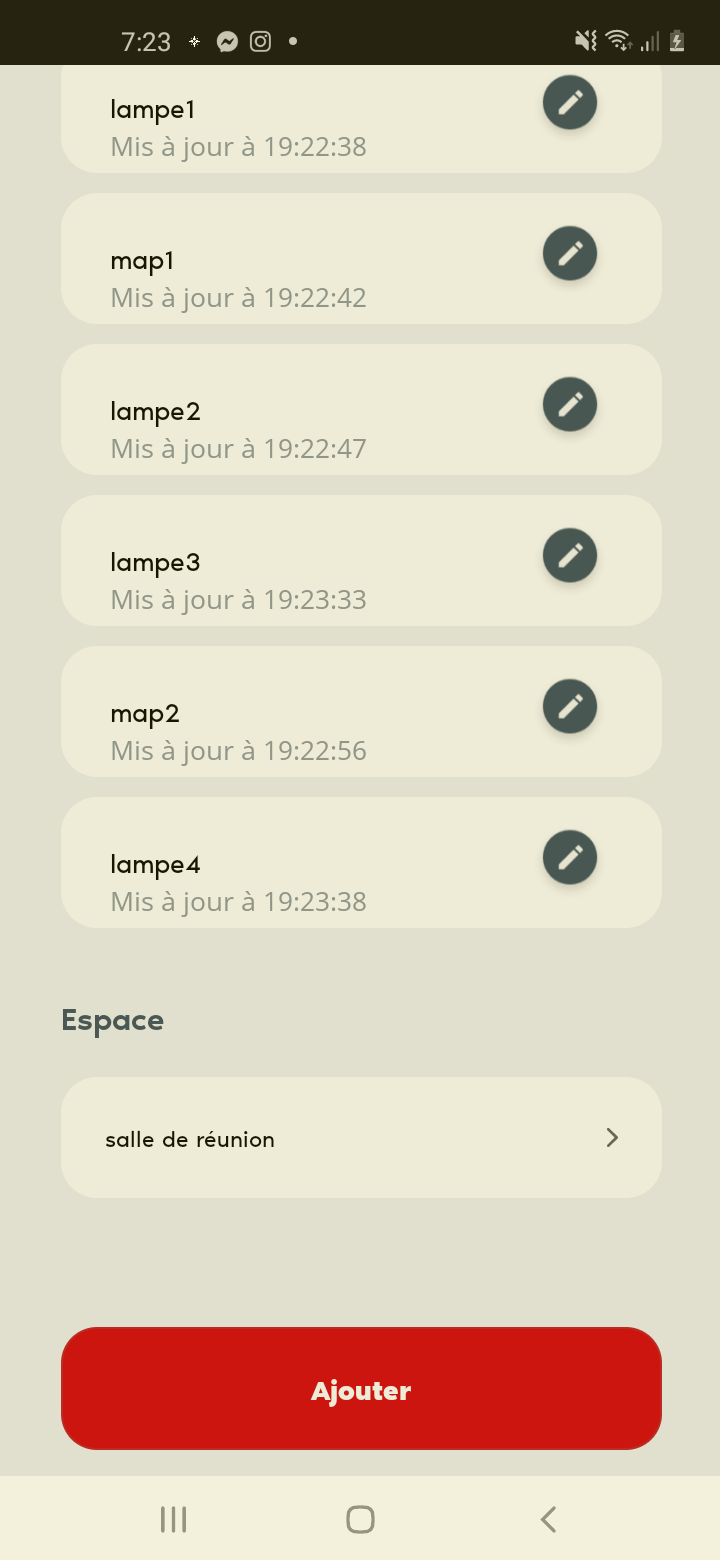 7:23
lampe1
Mis à jour à 19:22:38
map1
Mis à jour à 19:22:42
lampe2
Mis à jour à 19:22:47
lampe3
Mis à jour à 19:23:33
map2
Mis à jour à 19:22:56
lampe4
Mis à jour à 19:23:38
Espace
salle de réunion
Ajouter